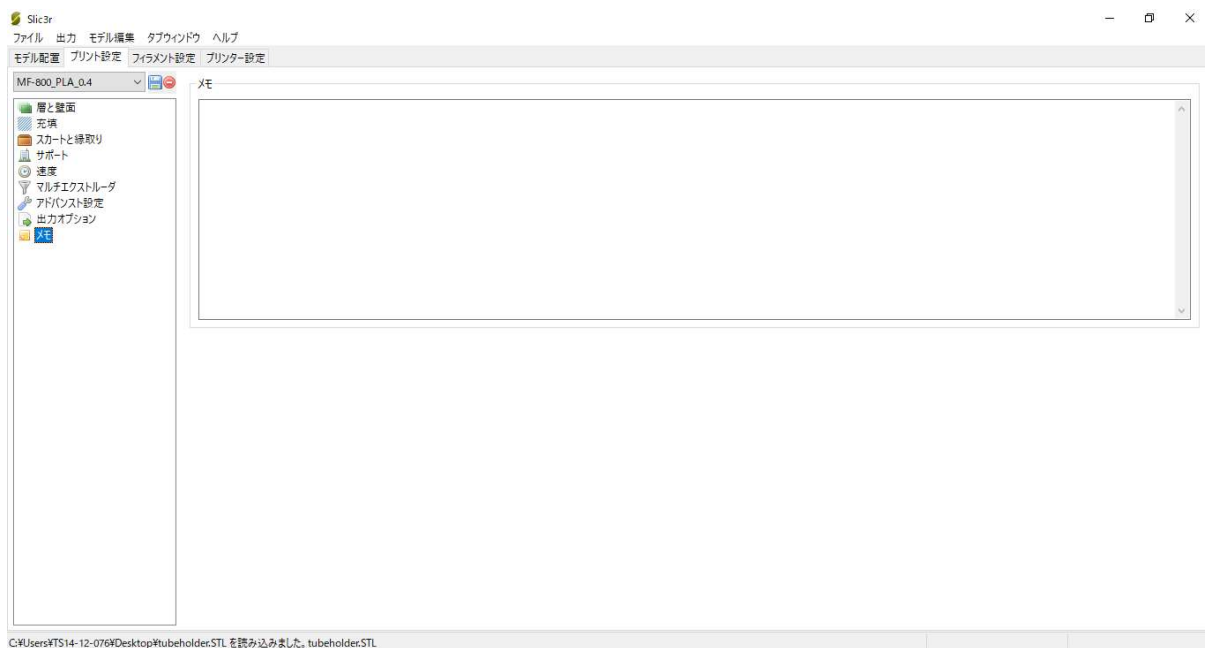 Slic3r
ファイル 出力 モデル編集 タブウィンドウ ヘルプ
モデル配置 プリント設定 フィラメント設定 プリンター設定
MF-800_PLA_0.4
メモ
層と壁面
充填
スカートと縁取り
サポート
速度
マルチエクストルーダ
アドバンスト設定
出力オプション
メモ
C:¥Users¥TS14-12-076¥Desktop¥tubeholder.STL を読み込みました。tubeholder.STL